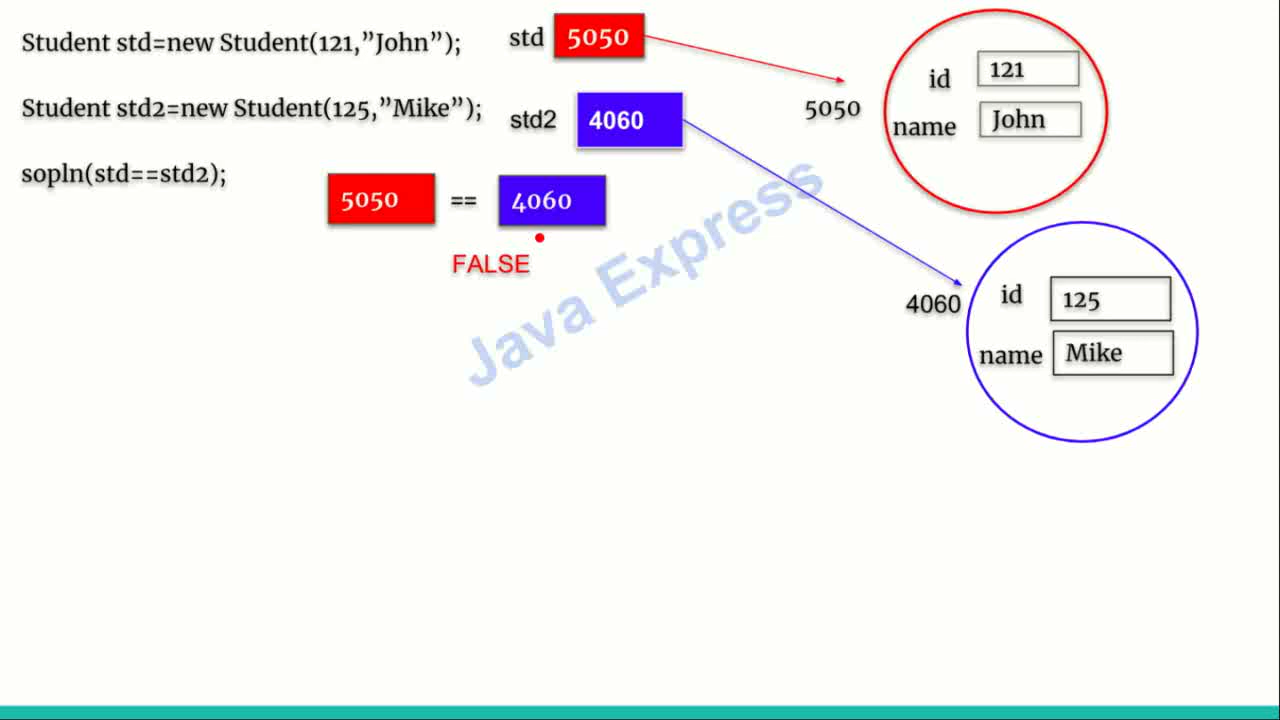 Student std=new Student(121,”John”);
std 5050
Student std2=new Student(125,”Mike”);
std2 4060
sopln(std==std2);
5050 == 4060
FALSE
5050
id 121
name John
4060
id 125
name Mike
Java Express